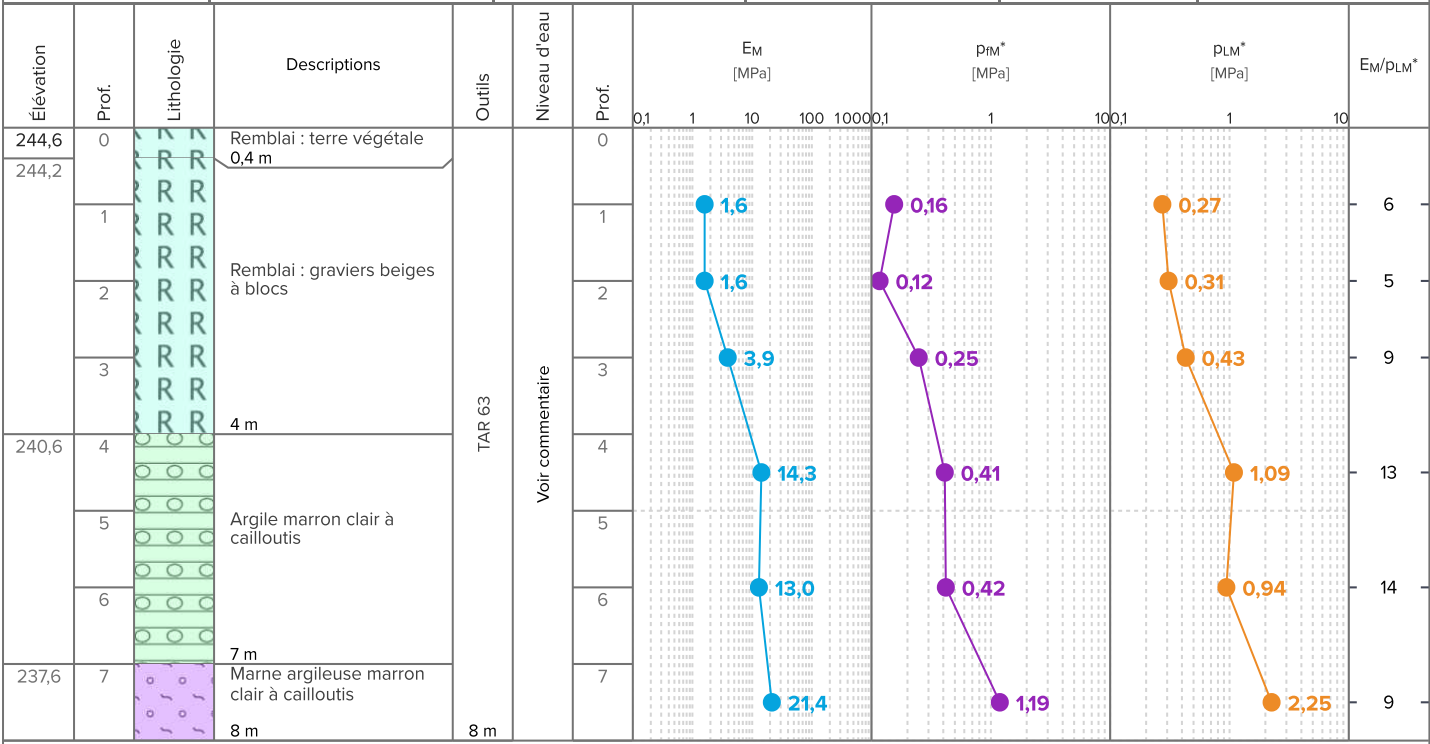 Élévation
Prof.
Lithologie
Descriptions
Outils
Niveau d'eau
Prof.
EM
[MPa]
pfM*
[MPa]
pLM*
[MPa]
EM/pLM*
0,1 1 10 100 1000
0,1 1 10
0,1 1 10
244,6
0
R R R
Remblai : terre végétale
0,4 m
0
244,2
R R R
R R R
1
1
1,6
0,16
0,27
6
R R R
R R R
Remblai : graviers beiges
à blocs
2
2
1,6
0,12
0,31
5
R R R
R R R
3
3
3,9
0,25
0,43
9
R R R
R R R
4 m
TAR 63
Voir commentaire
240,6
4
4
14,3
0,41
1,09
13
5
Argile marron clair à
cailloutis
5
6
6
13,0
0,42
0,94
14
7 m
237,6
7
Marne argileuse marron
clair à cailloutis
7
21,4
1,19
2,25
9
8 m
8 m